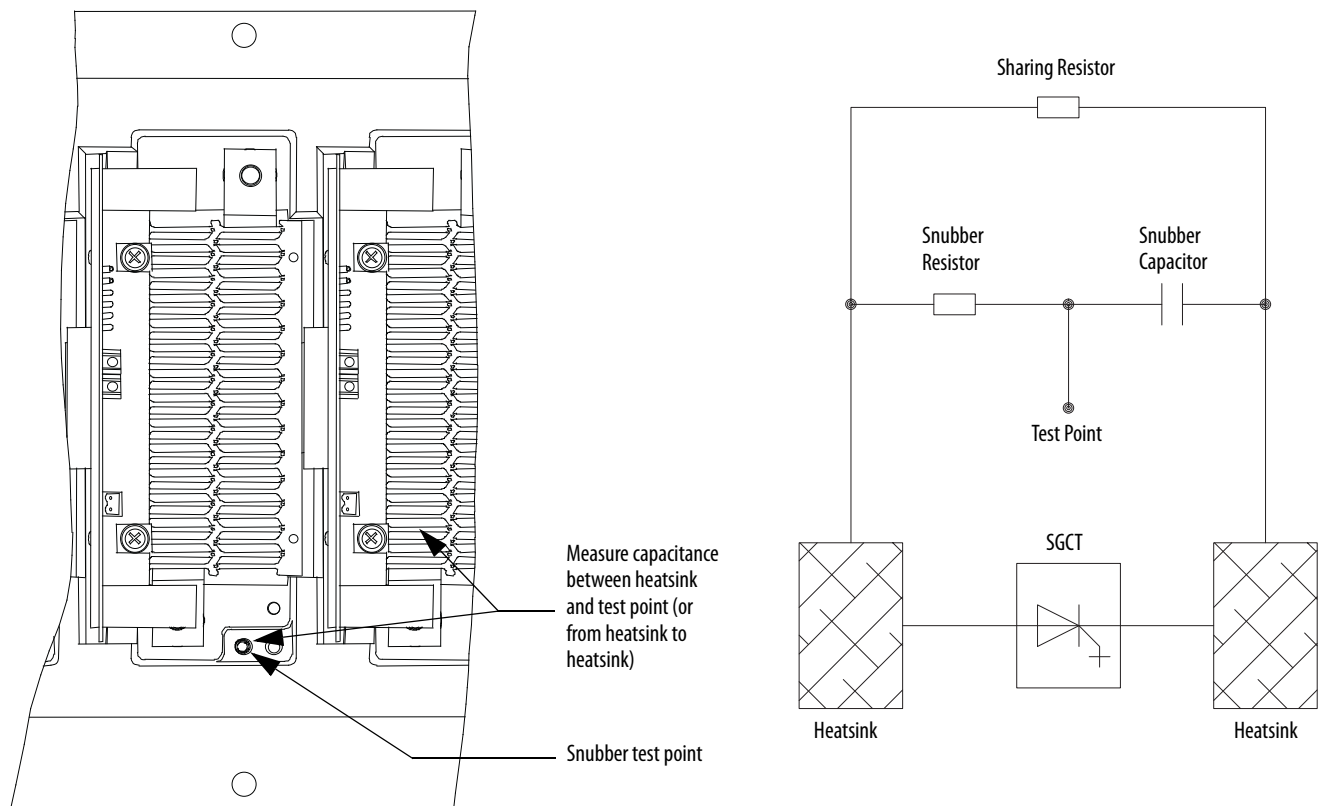 Measure capacitance
between heatsink
and test point (or
from heatsink to
heatsink)
Snubber test point
Sharing Resistor
Snubber
Resistor
Snubber
Capacitor
Test Point
SGCT
Heatsink
Heatsink